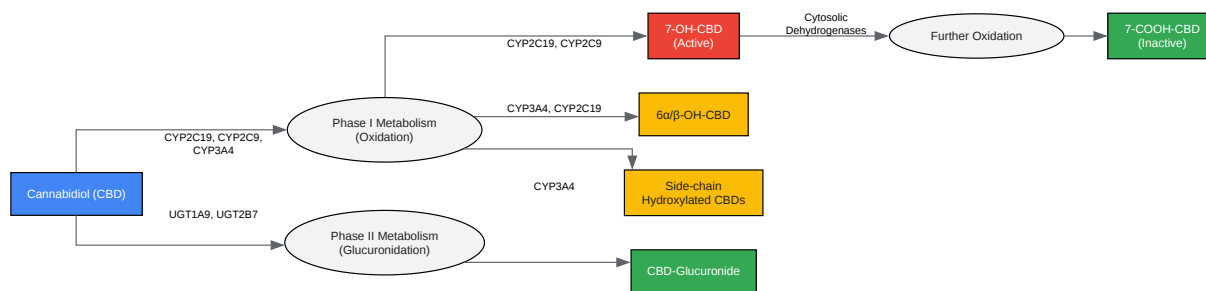 Cytosolic
Dehydrogenases
7-OH-CBD
(Active)
Further Oxidation
7-COOH-CBD
(Inactive)
CYP2C19, CYP2C9
CYP3A4, CYP2C19
6α/β-OH-CBD
Phase I Metabolism
(Oxidation)
CYP2C19, CYP2C9,
CYP3A4
CYP3A4
Side-chain
Hydroxylated CBDs
Cannabidiol (CBD)
UGT1A9, UGT2B7
Phase II Metabolism
(Glucuronidation)
CBD-Glucuronide